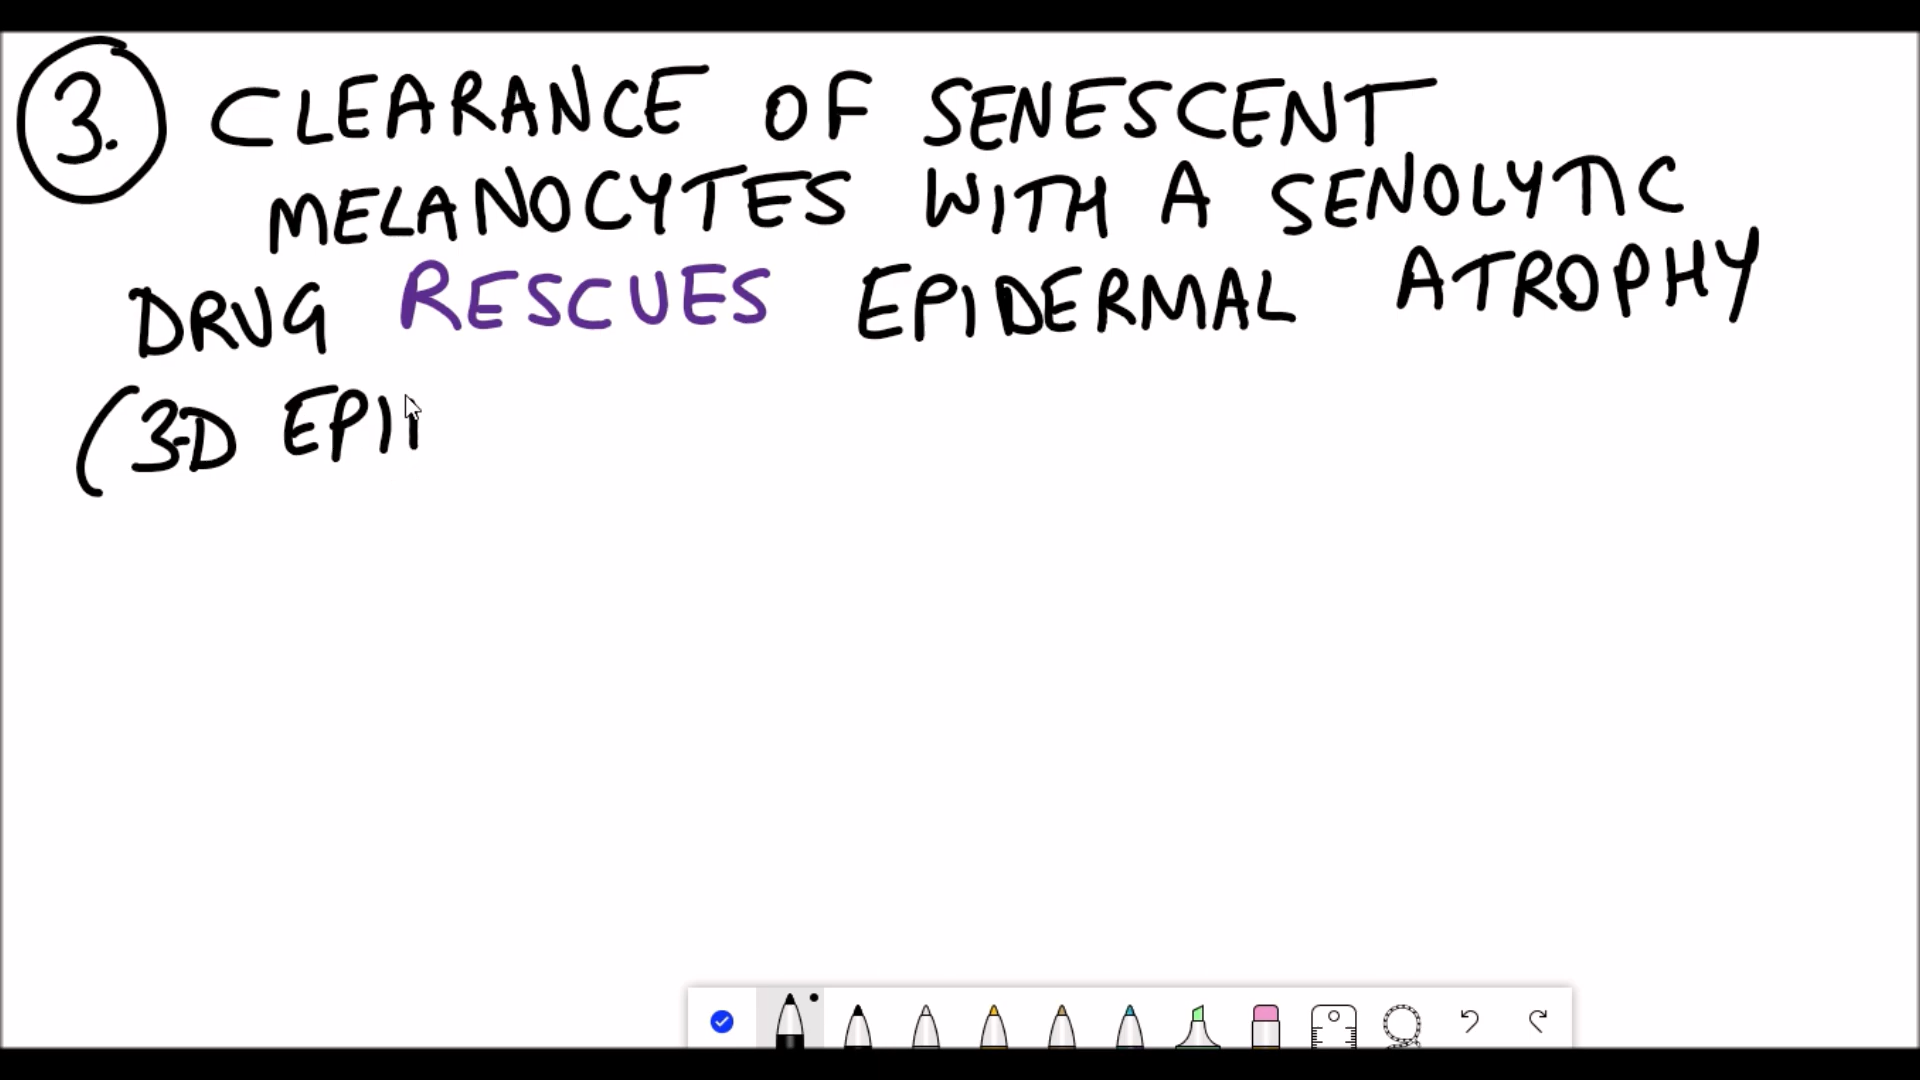 3. CLEARANCE OF SENESCENT
MELANOCYTES WITH A SENOLYTIC
DRUG RESCUES EPIDERMAL ATROPHY
(3-D EPI